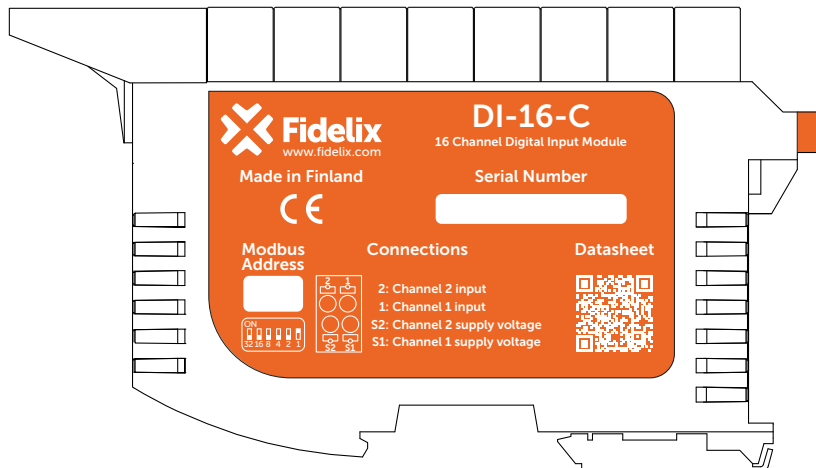 Fidelix
www.fidelix.com
DI-16-C
16 Channel Digital Input Module
Made in Finland
Serial Number
CE
Modbus
Address
Connections
Datasheet
2 1
2: Channel 2 input
1: Channel 1 input
S2: Channel 2 supply voltage
S1: Channel 1 supply voltage
ON
32 16 8 4 2 1
S2 S1